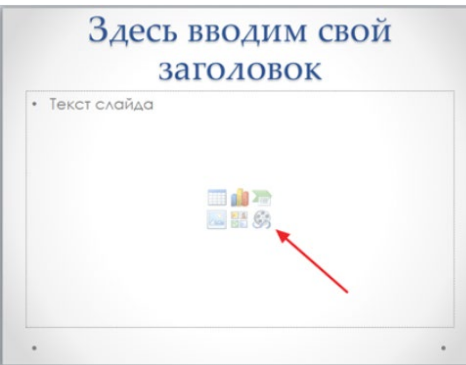 Здесь вводим свой
заголовок
• Текст слайда